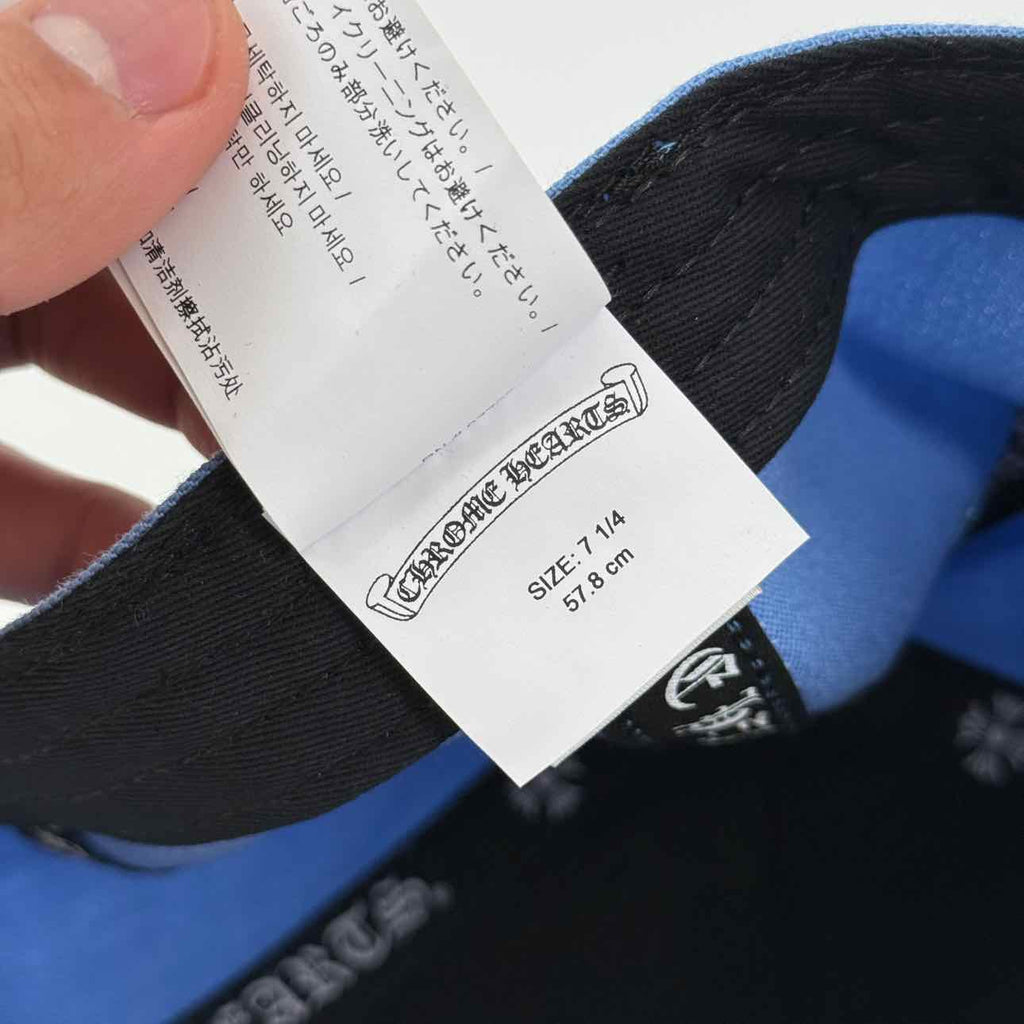 お避けください。/
イクリーニングはお避けください。/
ころのみ部分洗いしてください。
세탁하지 마세요 /
클리닝하지 마세요 /
만 하세요
清洁剂擦拭沾污处
CHROME HEARTS
SIZE: 7 1/4
57.8 cm